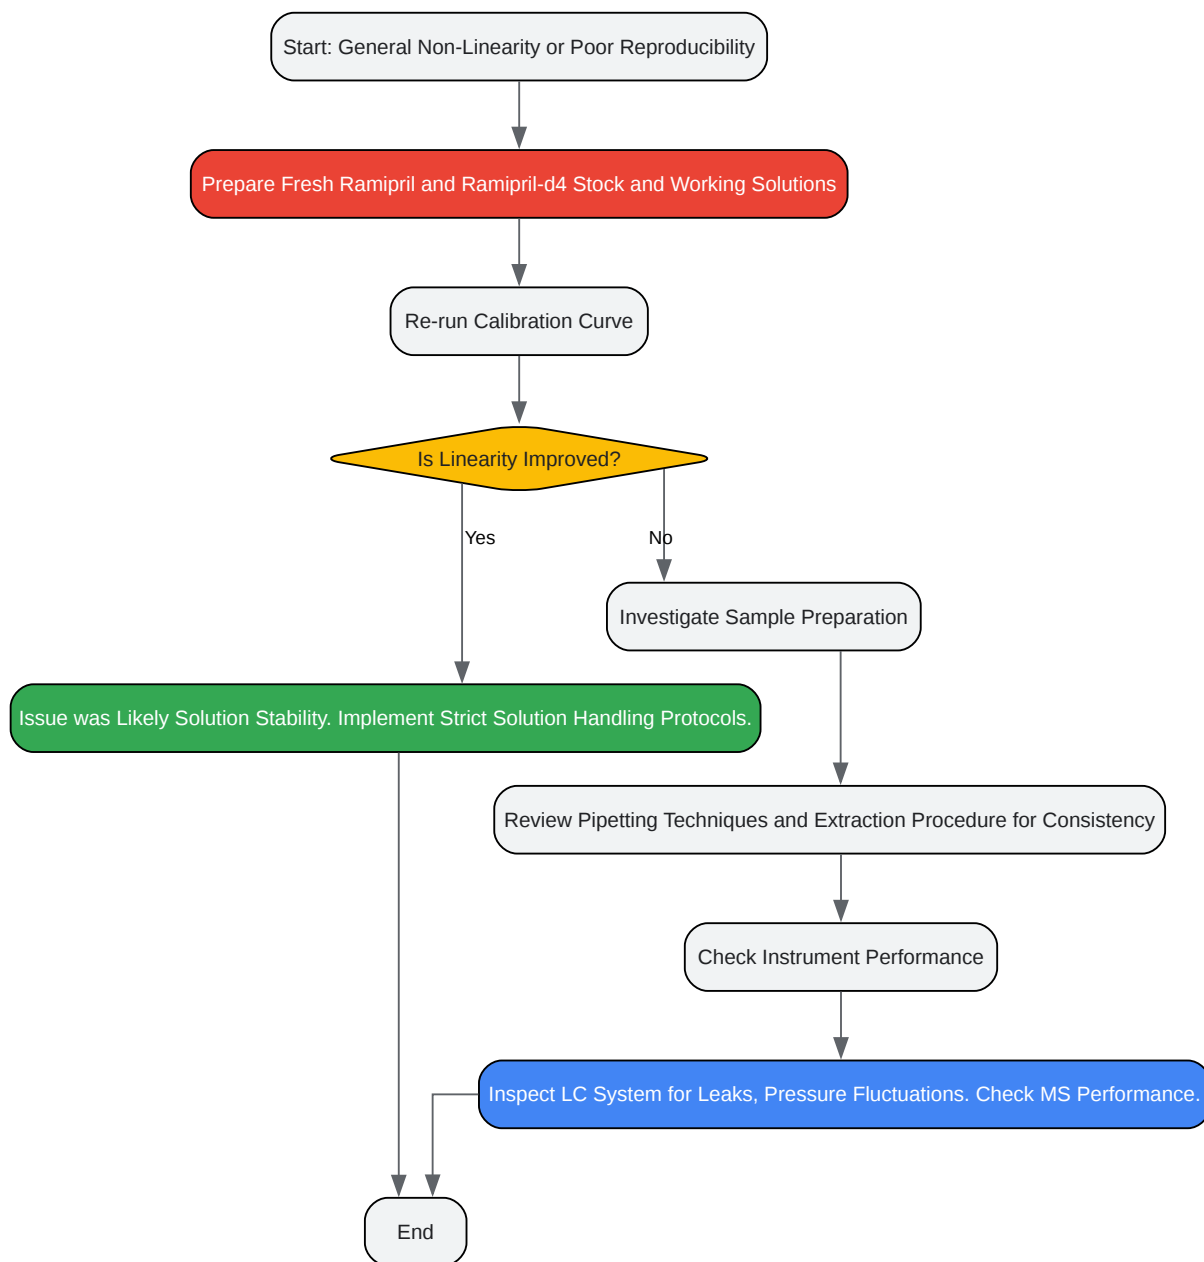 Start: General Non-Linearity or Poor Reproducibility
Prepare Fresh Ramipril and Ramipril-d4 Stock and Working Solutions
Re-run Calibration Curve
Is Linearity Improved?
Yes
No
Investigate Sample Preparation
Issue was Likely Solution Stability. Implement Strict Solution Handling Protocols.
Review Pipetting Techniques and Extraction Procedure for Consistency
Check Instrument Performance
Inspect LC System for Leaks, Pressure Fluctuations. Check MS Performance.
End